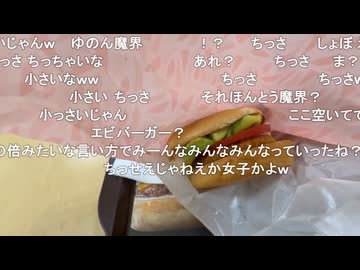 いじゃんw ゆのん魔界 !? ちっさ しょぼ
っさ ちっちゃいな あれ? ちっさ ま?
小さいなww ちっさ ちっさw
小さい ちっさ それほんとう魔界?
小っさいじゃん ここ空いてて
エビバーガー?
の倍みたいな言い方でみーんなみんなみんなっていったね?
ちっせえじゃねえか女子かよw